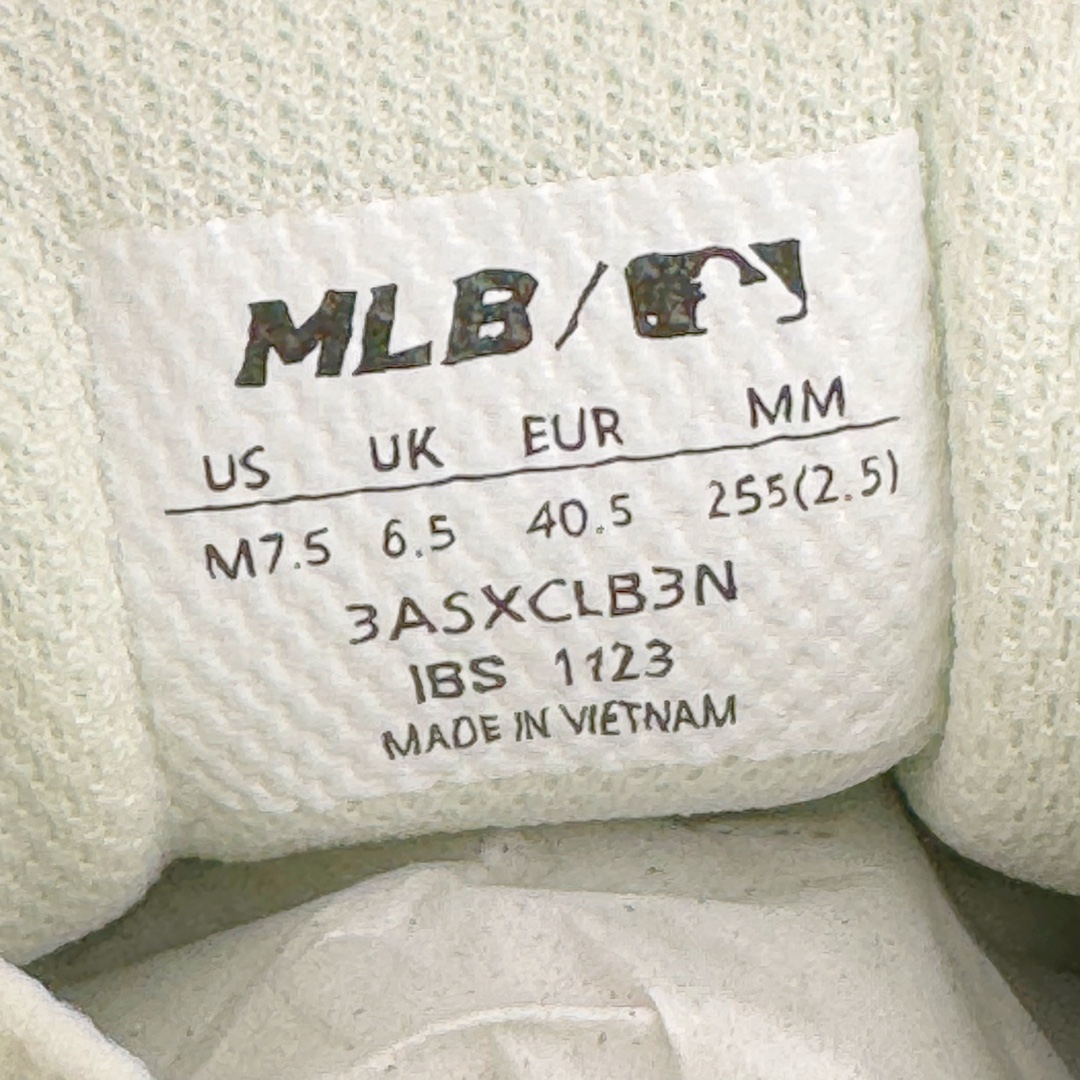 MLB/
US UK EUR MM
M7.5 6.5 40.5 255(2.5)
3ASXCLB3N
IBS 1123
MADE IN VIETNAM